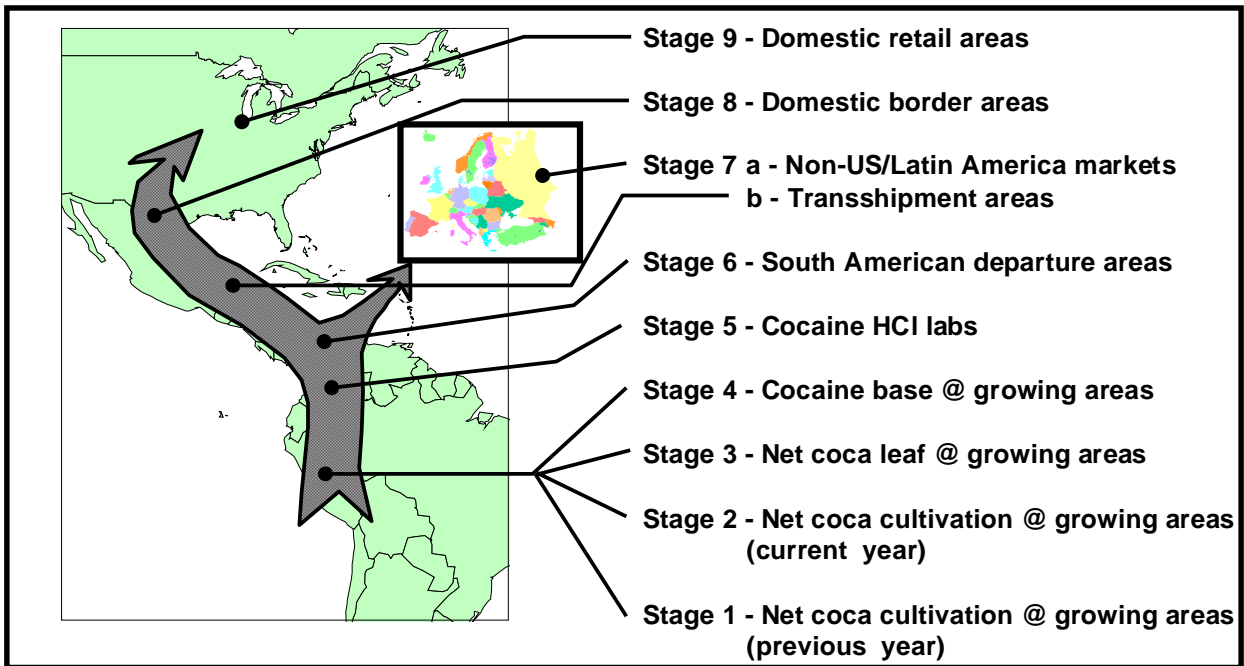 Stage 9 - Domestic retail areas
Stage 8 - Domestic border areas
Stage 7 a - Non-US/Latin America markets
b - Transshipment areas
Stage 6 - South American departure areas
Stage 5 - Cocaine HCl labs
Stage 4 - Cocaine base @ growing areas
Stage 3 - Net coca leaf @ growing areas
Stage 2 - Net coca cultivation @ growing areas
(current year)
Stage 1 - Net coca cultivation @ growing areas
(previous year)